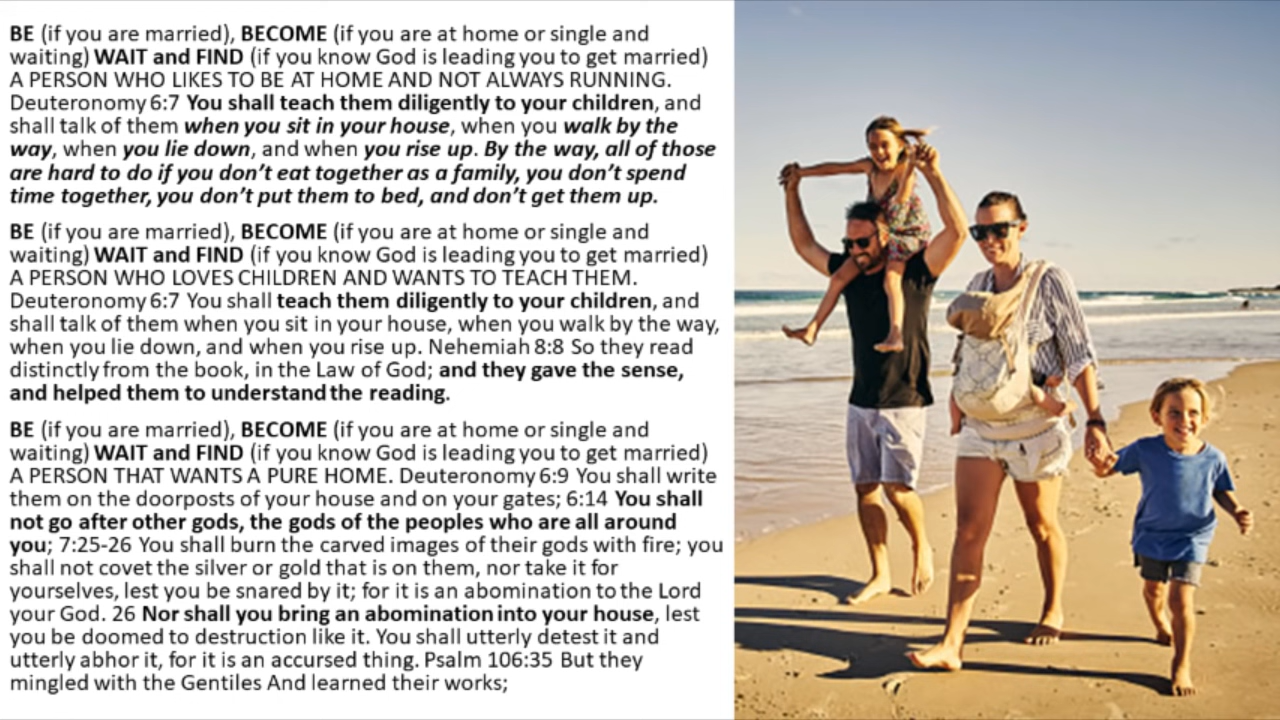 BE (if you are married), BECOME (if you are at home or single and
waiting) WAIT and FIND (if you know God is leading you to get married)
A PERSON WHO LIKES TO BE AT HOME AND NOT ALWAYS RUNNING.
Deuteronomy 6:7 You shall teach them diligently to your children, and
shall talk of them when you sit in your house, when you walk by the
way, when you lie down, and when you rise up. By the way, all of those
are hard to do if you don’t eat together as a family, you don’t spend
time together, you don’t put them to bed, and don’t get them up.
BE (if you are married), BECOME (if you are at home or single and
waiting) WAIT and FIND (if you know God is leading you to get married)
A PERSON WHO LOVES CHILDREN AND WANTS TO TEACH THEM.
Deuteronomy 6:7 You shall teach them diligently to your children, and
shall talk of them when you sit in your house, when you walk by the way,
when you lie down, and when you rise up. Nehemiah 8:8 So they read
distinctly from the book, in the Law of God; and they gave the sense,
and helped them to understand the reading.
BE (if you are married), BECOME (if you are at home or single and
waiting) WAIT and FIND (if you know God is leading you to get married)
A PERSON THAT WANTS A PURE HOME. Deuteronomy 6:9 You shall write
them on the doorposts of your house and on your gates; 6:14 You shall
not go after other gods, the gods of the peoples who are all around
you; 7:25-26 You shall burn the carved images of their gods with fire; you
shall not covet the silver or gold that is on them, nor take it for
yourselves, lest you be snared by it; for it is an abomination to the Lord
your God. 26 Nor shall you bring an abomination into your house, lest
you be doomed to destruction like it. You shall utterly detest it and
utterly abhor it, for it is an accursed thing. Psalm 106:35 But they
mingled with the Gentiles And learned their works;